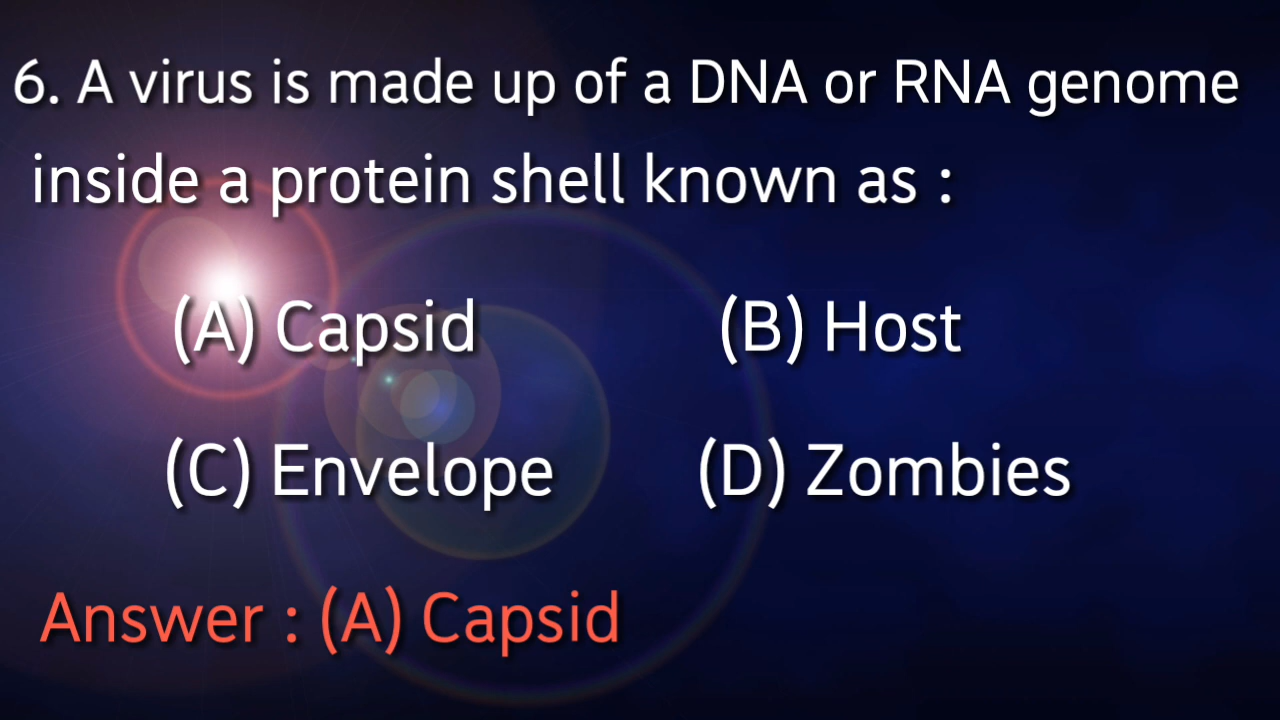 6. A virus is made up of a DNA or RNA genome
inside a protein shell known as :
(A) Capsid (B) Host
(C) Envelope (D) Zombies
Answer : (A) Capsid